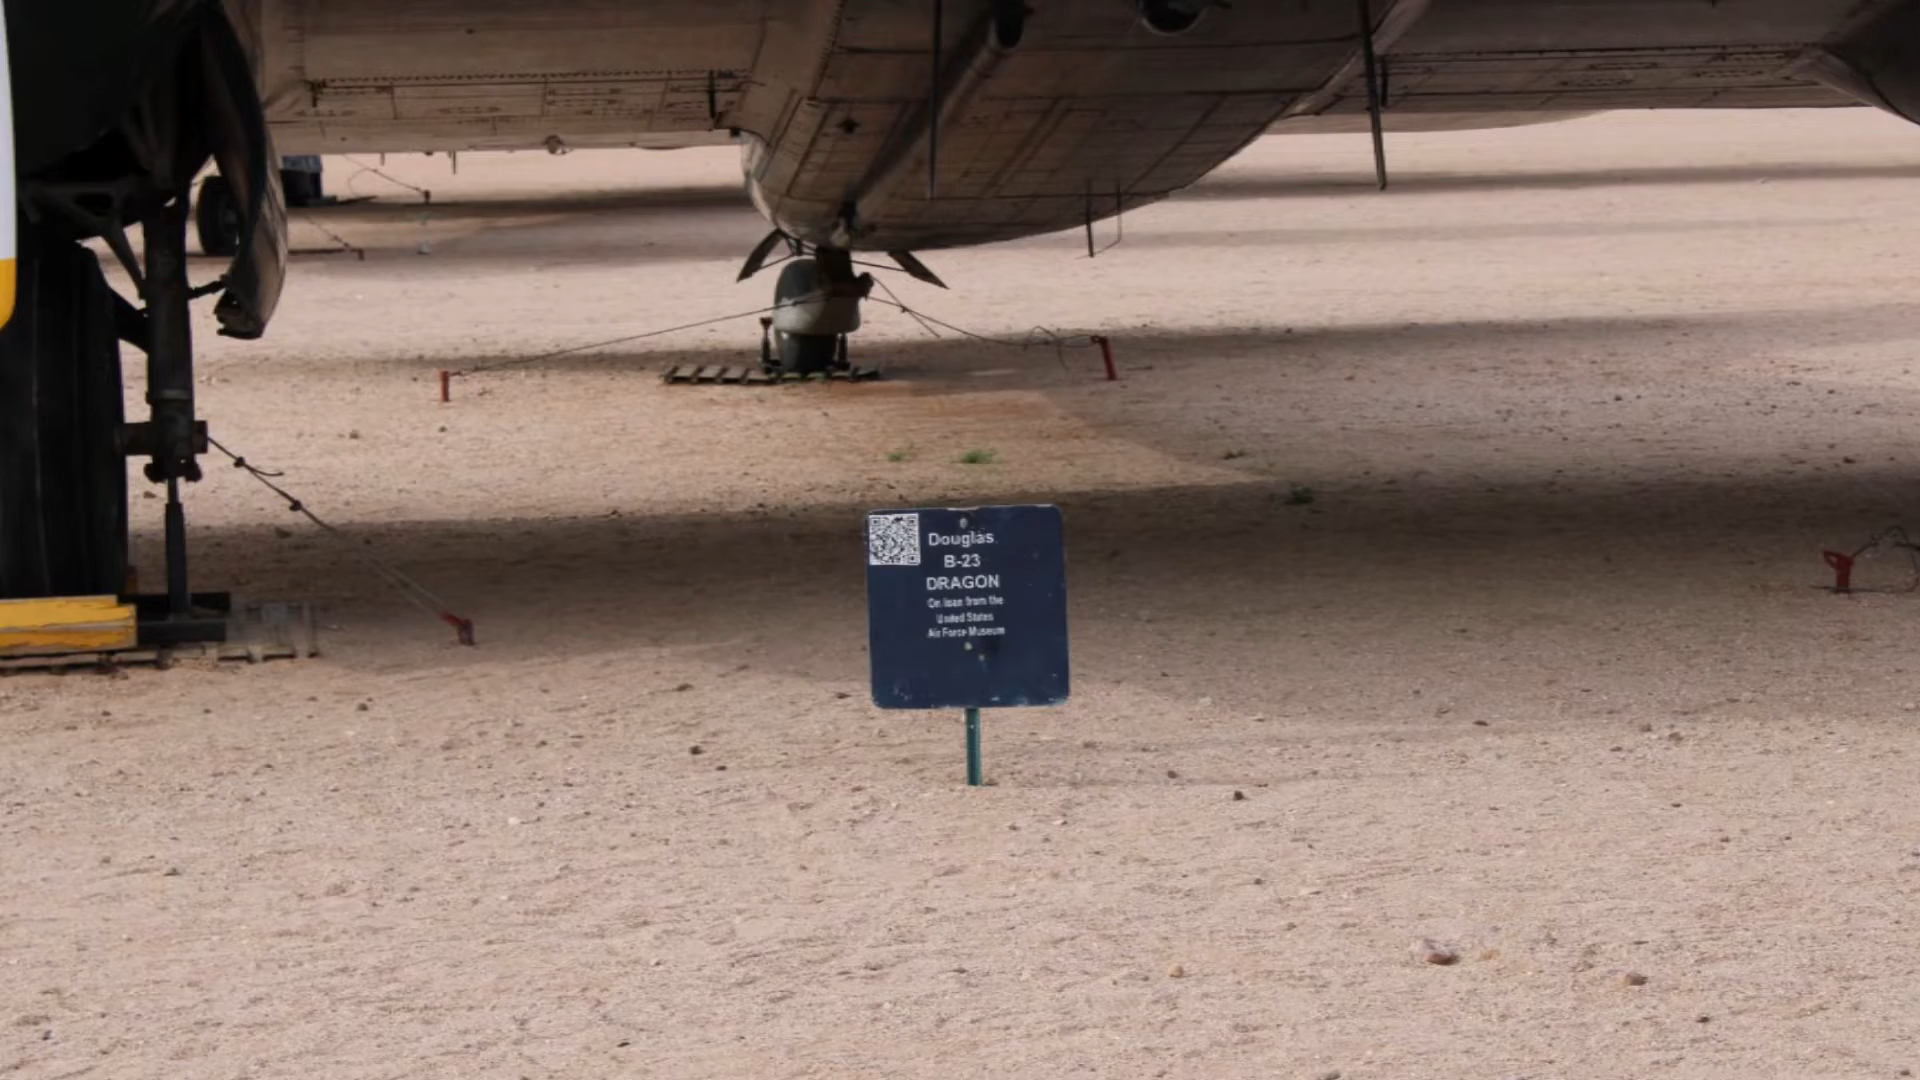 Douglas
B-23
DRAGON
On loan from the
United States
Air Force Museum